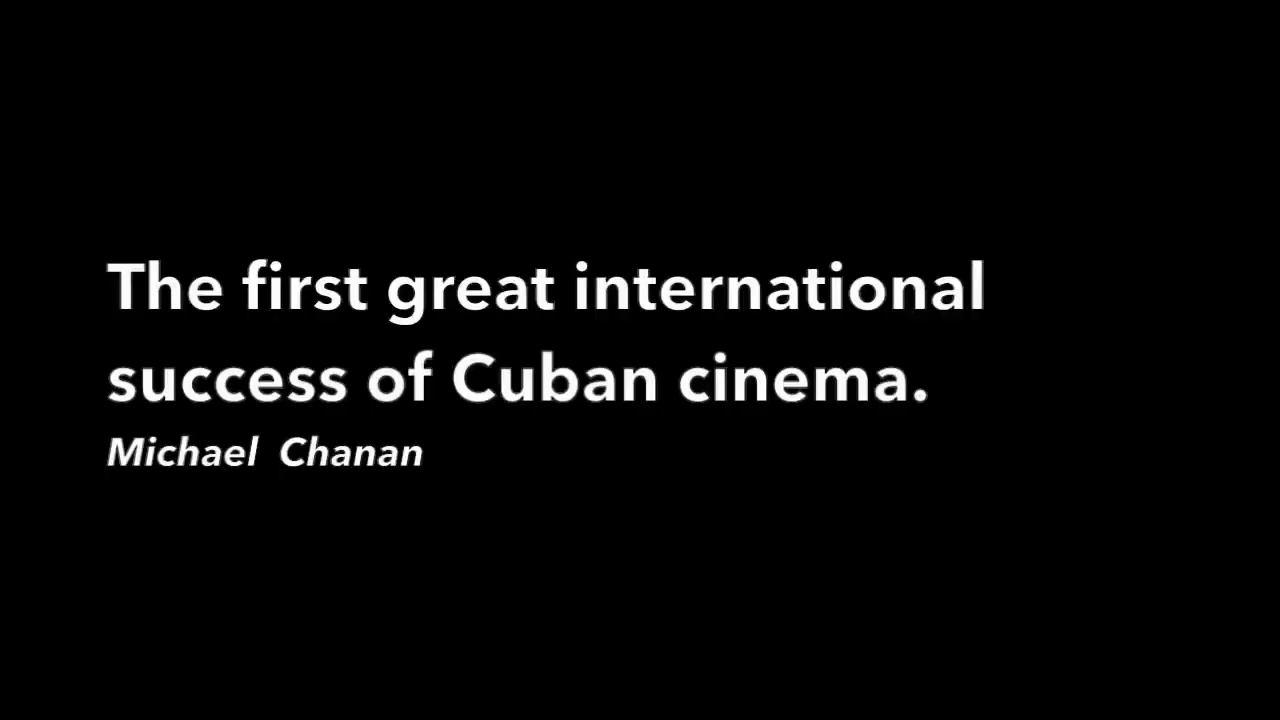 The first great international
success of Cuban cinema.
Michael Chanan